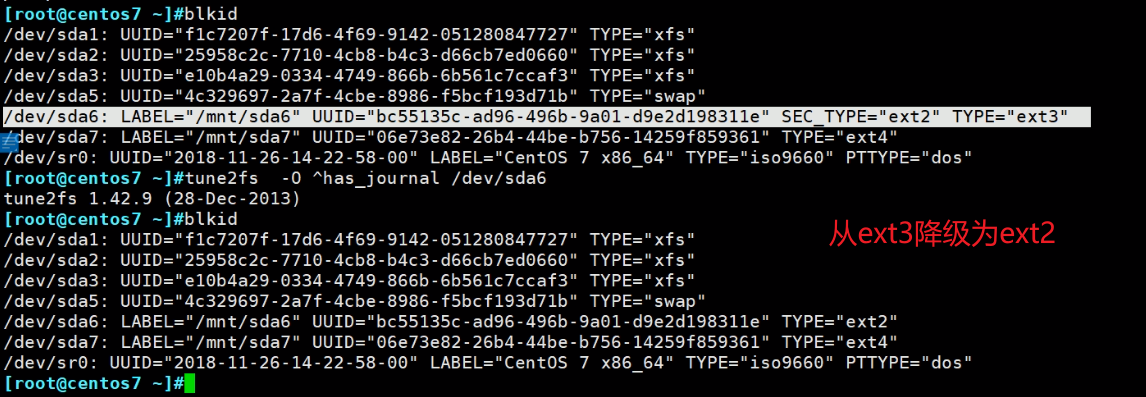 [root@centos7 ~]#blkid
/dev/sda1: UUID="f1c7207f-17d6-4f69-9142-051280847727" TYPE="xfs"
/dev/sda2: UUID="25958c2c-7710-4cb8-b4c3-d66cb7ed0660" TYPE="xfs"
/dev/sda3: UUID="e10b4a29-0334-4749-866b-6b561c7ccaf3" TYPE="xfs"
/dev/sda5: UUID="4c329697-2a7f-4cbe-8986-f5bcf193d71b" TYPE="swap"
/dev/sda6: LABEL="/mnt/sda6" UUID="bc55135c-ad96-496b-9a01-d9e2d198311e" SEC_TYPE="ext2" TYPE="ext3"
/dev/sda7: LABEL="/mnt/sda7" UUID="06e73e82-26b4-44be-b756-14259f859361" TYPE="ext4"
/dev/sr0: UUID="2018-11-26-14-22-58-00" LABEL="CentOS 7 x86_64" TYPE="iso9660" PTTYPE="dos"
[root@centos7 ~]#tune2fs  -O ^has_journal /dev/sda6
tune2fs 1.42.9 (28-Dec-2013)
[root@centos7 ~]#blkid
/dev/sda1: UUID="f1c7207f-17d6-4f69-9142-051280847727" TYPE="xfs"
从ext3降级为ext2
/dev/sda2: UUID="25958c2c-7710-4cb8-b4c3-d66cb7ed0660" TYPE="xfs"
/dev/sda3: UUID="e10b4a29-0334-4749-866b-6b561c7ccaf3" TYPE="xfs"
/dev/sda5: UUID="4c329697-2a7f-4cbe-8986-f5bcf193d71b" TYPE="swap"
/dev/sda6: LABEL="/mnt/sda6" UUID="bc55135c-ad96-496b-9a01-d9e2d198311e" TYPE="ext2"
/dev/sda7: LABEL="/mnt/sda7" UUID="06e73e82-26b4-44be-b756-14259f859361" TYPE="ext4"
/dev/sr0: UUID="2018-11-26-14-22-58-00" LABEL="CentOS 7 x86_64" TYPE="iso9660" PTTYPE="dos"
[root@centos7 ~]#